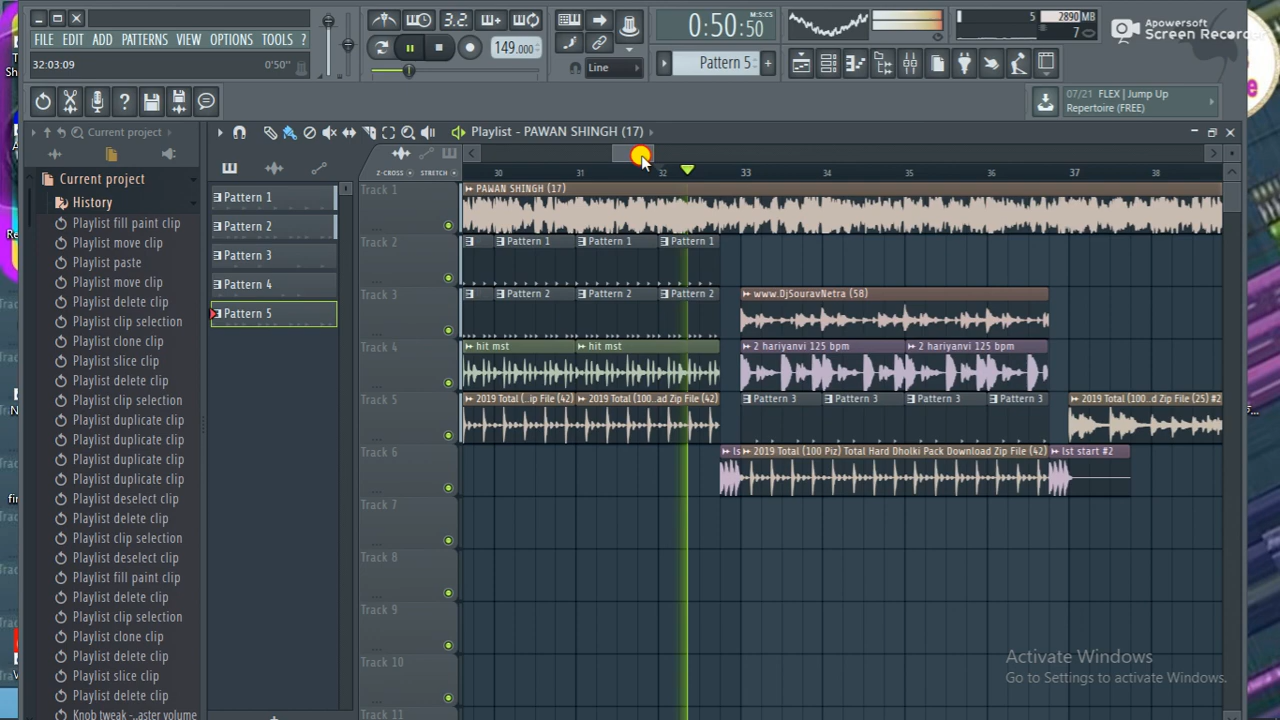 FILE EDIT ADD PATTERNS VIEW OPTIONS TOOLS ?
32:03:09 0'50"
3.2.
149.000
Line
0:50:50
M:S:CS
Pattern 5
5 2890 MB
7
Apowersoft
Screen Recorder
07/21 FLEX | Jump Up
Repertoire (FREE)
Current project
Playlist - PAWAN SHINGH (17)
Z-CROSS STRETCH
30 31 32 33 34 35 36 37 38
Current project
History
Playlist fill paint clip
Playlist move clip
Playlist paste
Playlist move clip
Playlist delete clip
Playlist clip selection
Playlist clone clip
Playlist slice clip
Playlist delete clip
Playlist clip selection
Playlist duplicate clip
Playlist duplicate clip
Playlist duplicate clip
Playlist duplicate clip
Playlist deselect clip
Playlist delete clip
Playlist clip selection
Playlist deselect clip
Playlist fill paint clip
Playlist delete clip
Playlist clip selection
Playlist clone clip
Playlist delete clip
Playlist slice clip
Playlist delete clip
Knob tweak -..aster volume
Pattern 1
Pattern 2
Pattern 3
Pattern 4
Pattern 5
Track 1
PAWAN SHINGH (17)
Track 2
Pattern 1 Pattern 1 Pattern 1
Track 3
Pattern 2 Pattern 2 Pattern 2 www.DjSouravNetra (58)
Track 4
hit mst hit mst 2 hariyanvi 125 bpm 2 hariyanvi 125 bpm
Track 5
2019 Total (...ip File (42) 2019 Total (100...ad Zip File (42) Pattern 3 Pattern 3 Pattern 3 Pattern 3 2019 Total (100...d Zip File (25) #2
Track 6
ls 2019 Total (100 Piz) Total Hard Dholki Pack Download Zip File (42) lst start #2
Track 7
Track 8
Track 9
Track 10
Track 11
Activate Windows
Go to Settings to activate Windows.